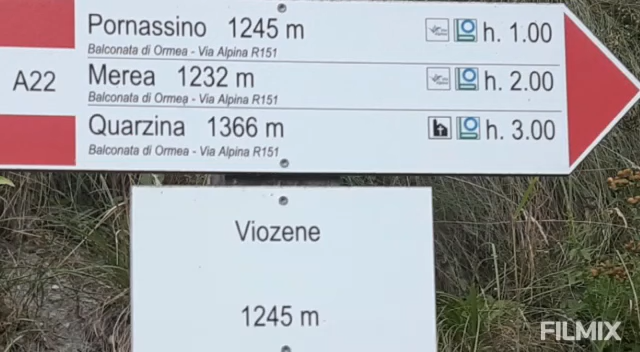 Pornassino 1245 m h. 1.00
Balconata di Ormea - Via Alpina R151
A22 Merea 1232 m h. 2.00
Balconata di Ormea - Via Alpina R151
Quarzina 1366 m h. 3.00
Balconata di Ormea - Via Alpina R151
Viozene
1245 m
FILMIX